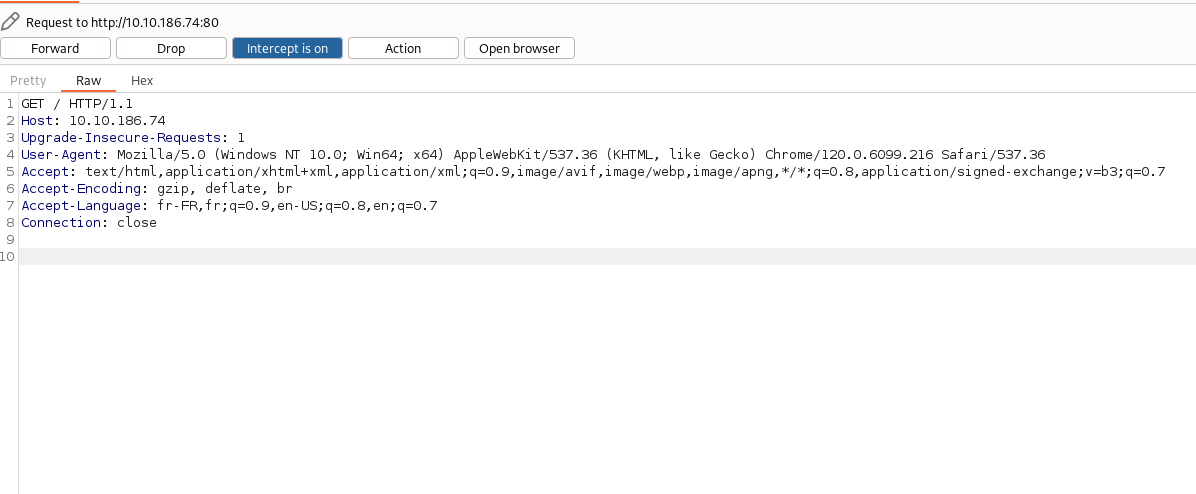 Request to http://10.10.186.74:80
Forward Drop Intercept is on Action Open browser
Pretty Raw Hex
1 GET / HTTP/1.1
2 Host: 10.10.186.74
3 Upgrade-Insecure-Requests: 1
4 User-Agent: Mozilla/5.0 (Windows NT 10.0; Win64; x64) AppleWebKit/537.36 (KHTML, like Gecko) Chrome/120.0.6099.216 Safari/537.36
5 Accept: text/html,application/xhtml+xml,application/xml;q=0.9,image/avif,image/webp,image/apng,*/*;q=0.8,application/signed-exchange;v=b3;q=0.7
6 Accept-Encoding: gzip, deflate, br
7 Accept-Language: fr-FR,fr;q=0.9,en-US;q=0.8,en;q=0.7
8 Connection: close
9
10